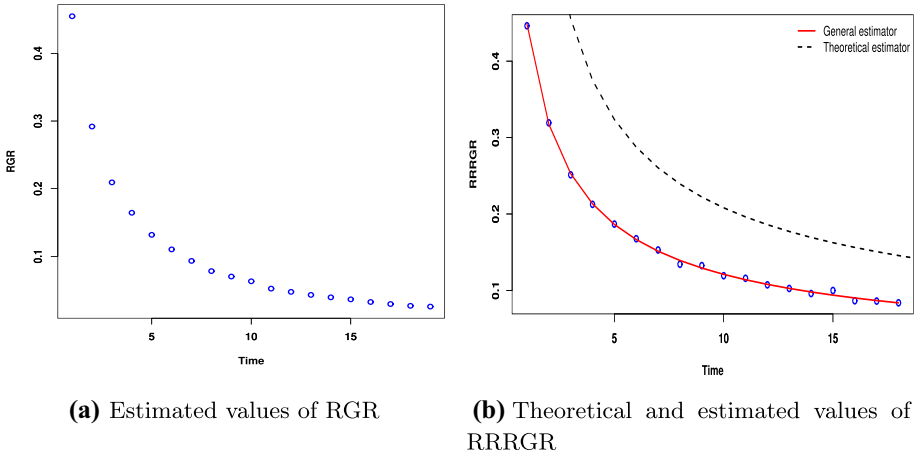 RGR
0.4
0.3
0.2
0.1
5 10 15
Time
(a) Estimated values of RGR
RRRGR
0.4
0.3
0.2
0.1
General estimator
Theoretical estimator
5 10 15
Time
(b) Theoretical and estimated values of
RRRGR